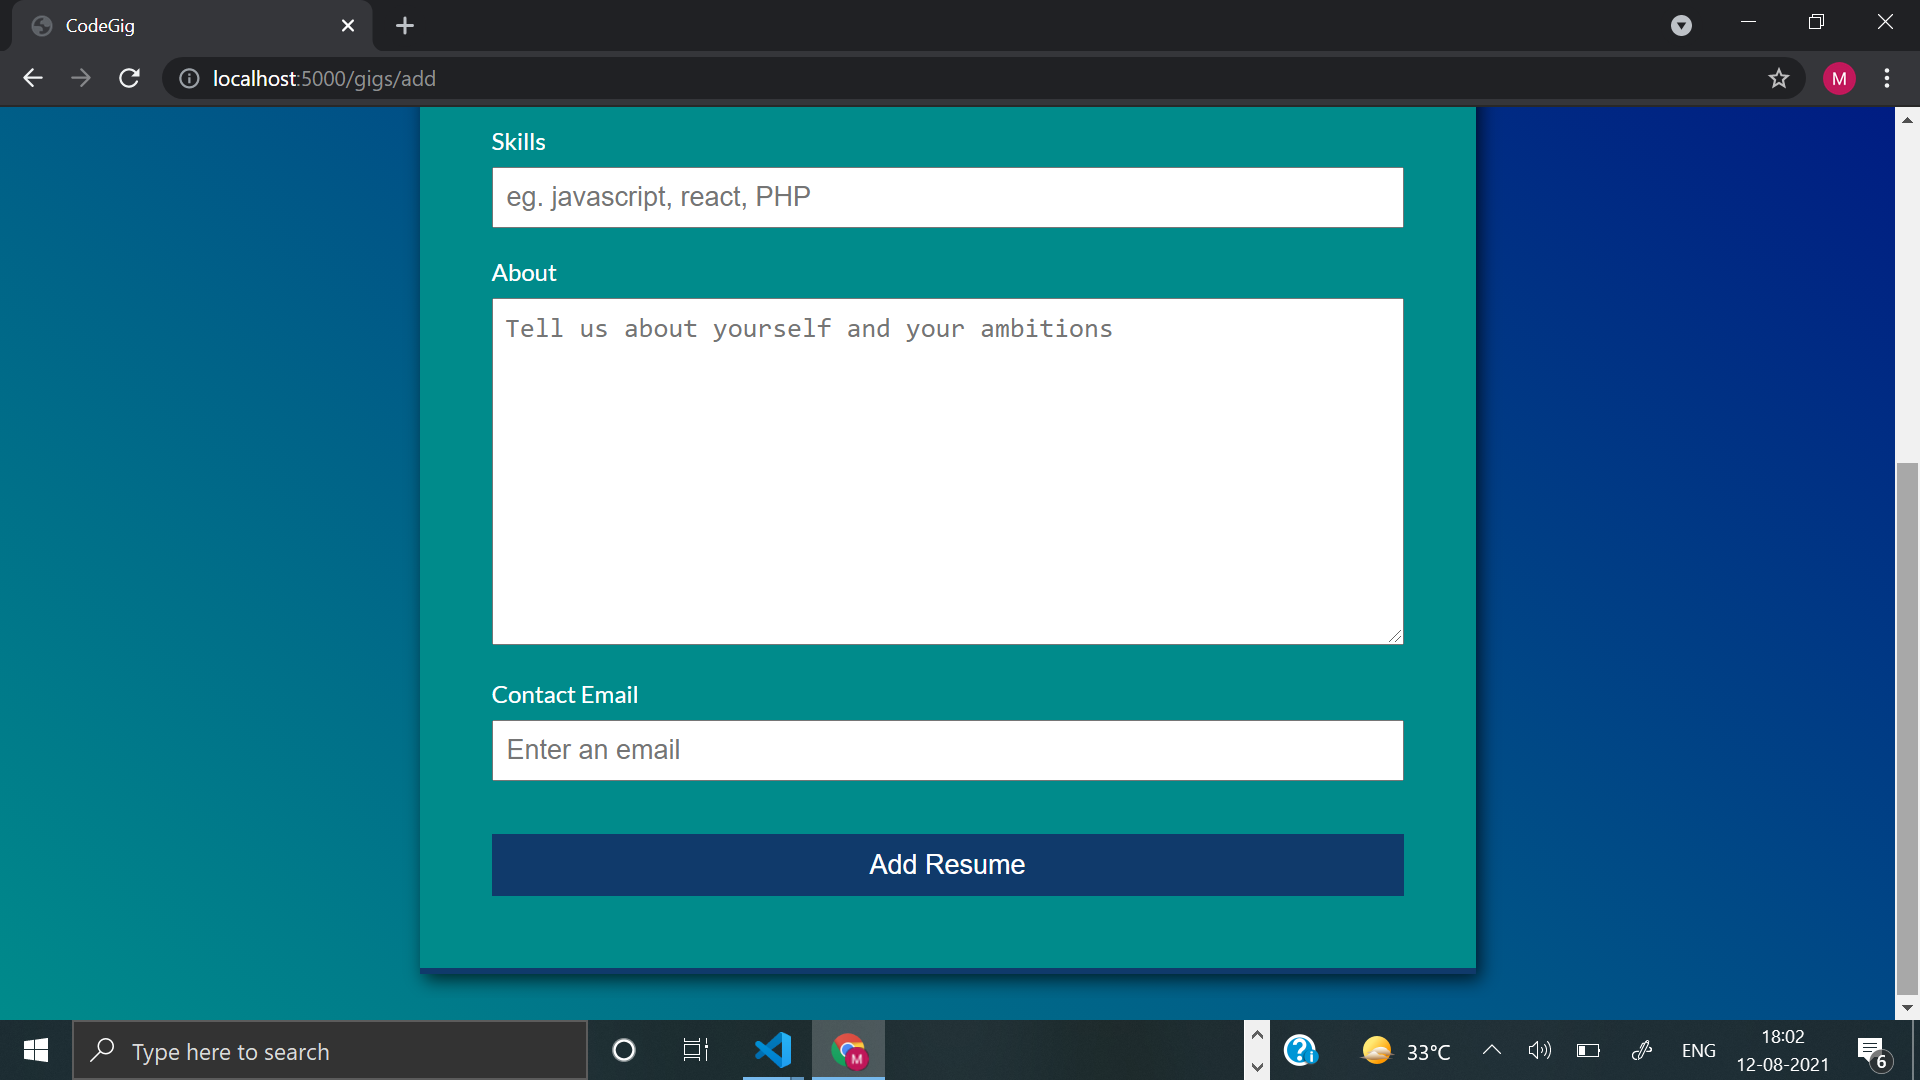 CodeGig
localhost:5000/gigs/add
M
Skills
eg. javascript, react, PHP
About
Tell us about yourself and your ambitions
Contact Email
Enter an email
Add Resume
Type here to search
M
33°C
ENG
18:02
12-08-2021
6